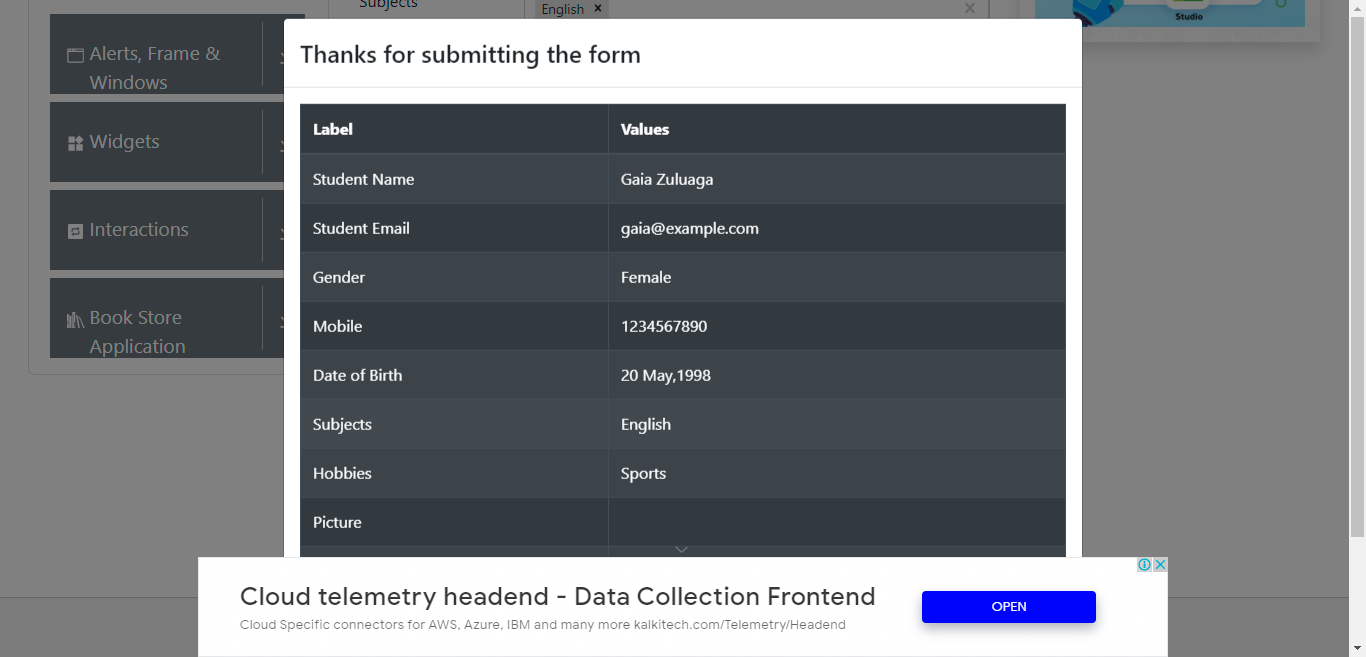 Subjects
English ×
Studio
Alerts, Frame &
Windows
Widgets
Interactions
Book Store
Application
Thanks for submitting the form
Label Values
Student Name Gaia Zuluaga
Student Email gaia@example.com
Gender Female
Mobile 1234567890
Date of Birth 20 May,1998
Subjects English
Hobbies Sports
Picture
Cloud telemetry headend - Data Collection Frontend
Cloud Specific connectors for AWS, Azure, IBM and many more kalkitech.com/Telemetry/Headend
OPEN